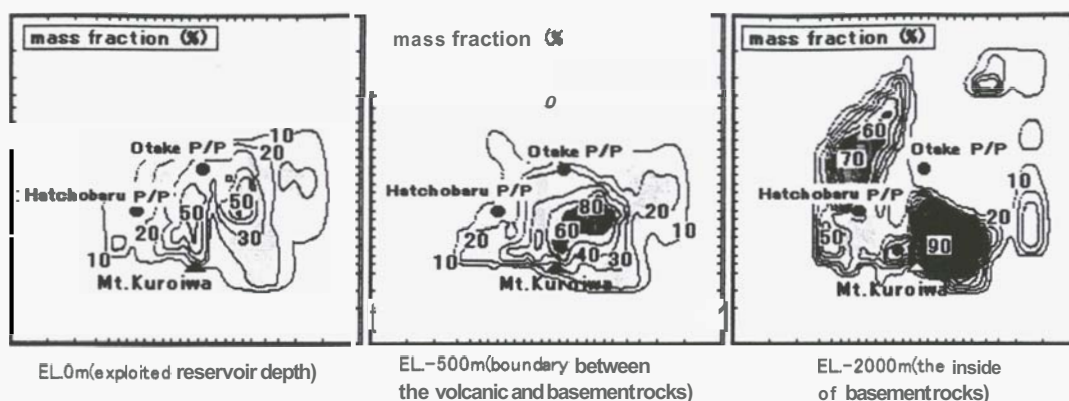 mass fraction (%)
10
20
Otake P/P
50
Hatchobaru P/P
50
20
30
10
Mt.Kuroiwa
EL.0m(exploited reservoir depth)
mass fraction (%
o
Otake P/P
Hatchobaru P/P
80
20
60
20
10
40
30
10
Mt.Kuroiwa
EL.-500m(boundary between
the volcanic and basementrocks)
mass fraction (%)
60
Otake P/P
70
10
Hatchobaru P/P
20
50
90
Mt.Kuroiwa
EL.-2000m(the inside
of basementrocks)